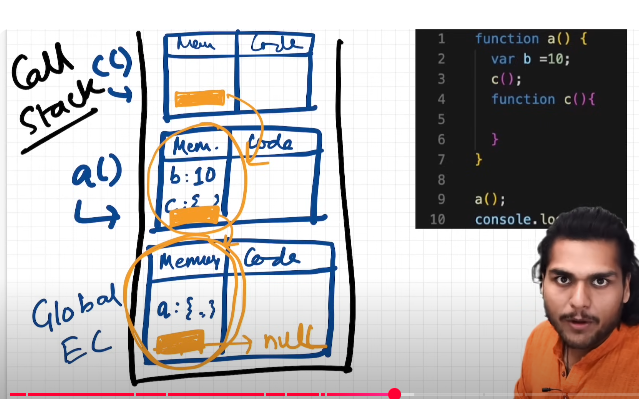 Call
Stack
c()
Mem
Code
a()
Mem.
Code
b:10
c:{ }
Global
EC
Memory
Code
a:{..}
null
1 function a() {
2 var b =10;
3 c();
4 function c(){
5
6 }
7 }
8
9 a();
10 console.lo